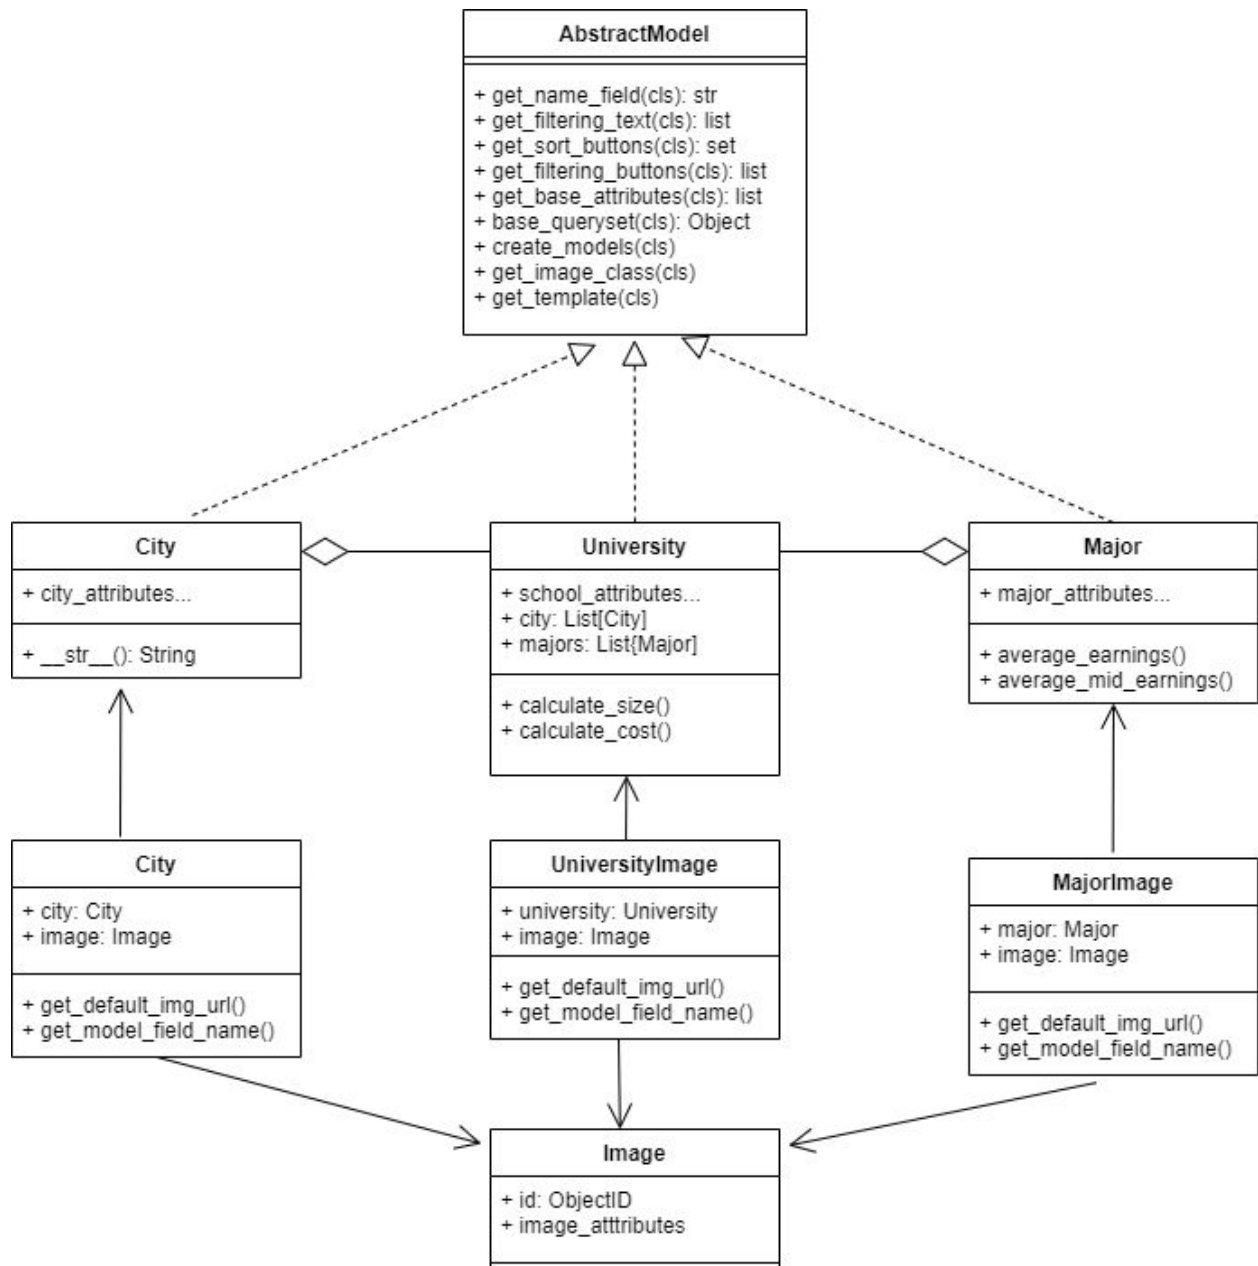 AbstractModel
+ get_name_field(cls): str
+ get_filtering_text(cls): list
+ get_sort_buttons(cls): set
+ get_filtering_buttons(cls): list
+ get_base_attributes(cls): list
+ base_queryset(cls): Object
+ create_models(cls)
+ get_image_class(cls)
+ get_template(cls)
City
+ city_attributes...
+ __str__(): String
University
+ school_attributes...
+ city: List[City]
+ majors: List{Major]
+ calculate_size()
+ calculate_cost()
Major
+ major_attributes...
+ average_earnings()
+ average_mid_earnings()
City
+ city: City
+ image: Image
+ get_default_img_url()
+ get_model_field_name()
UniversityImage
+ university: University
+ image: Image
+ get_default_img_url()
+ get_model_field_name()
MajorImage
+ major: Major
+ image: Image
+ get_default_img_url()
+ get_model_field_name()
Image
+ id: ObjectID
+ image_atttributes